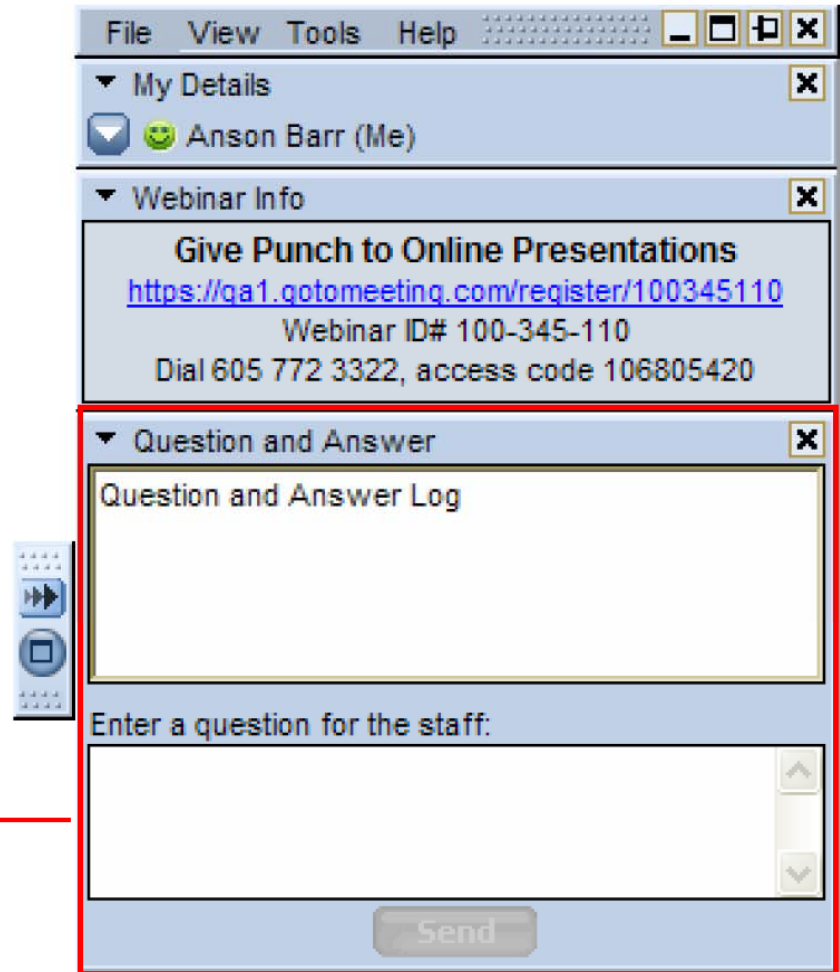 File View Tools Help
My Details
Anson Barr (Me)
Webinar Info
Give Punch to Online Presentations
https://qa1.gotomeeting.com/register/100345110
Webinar ID# 100-345-110
Dial 605 772 3322, access code 106805420
Question and Answer
Question and Answer Log
Enter a question for the staff:
Send